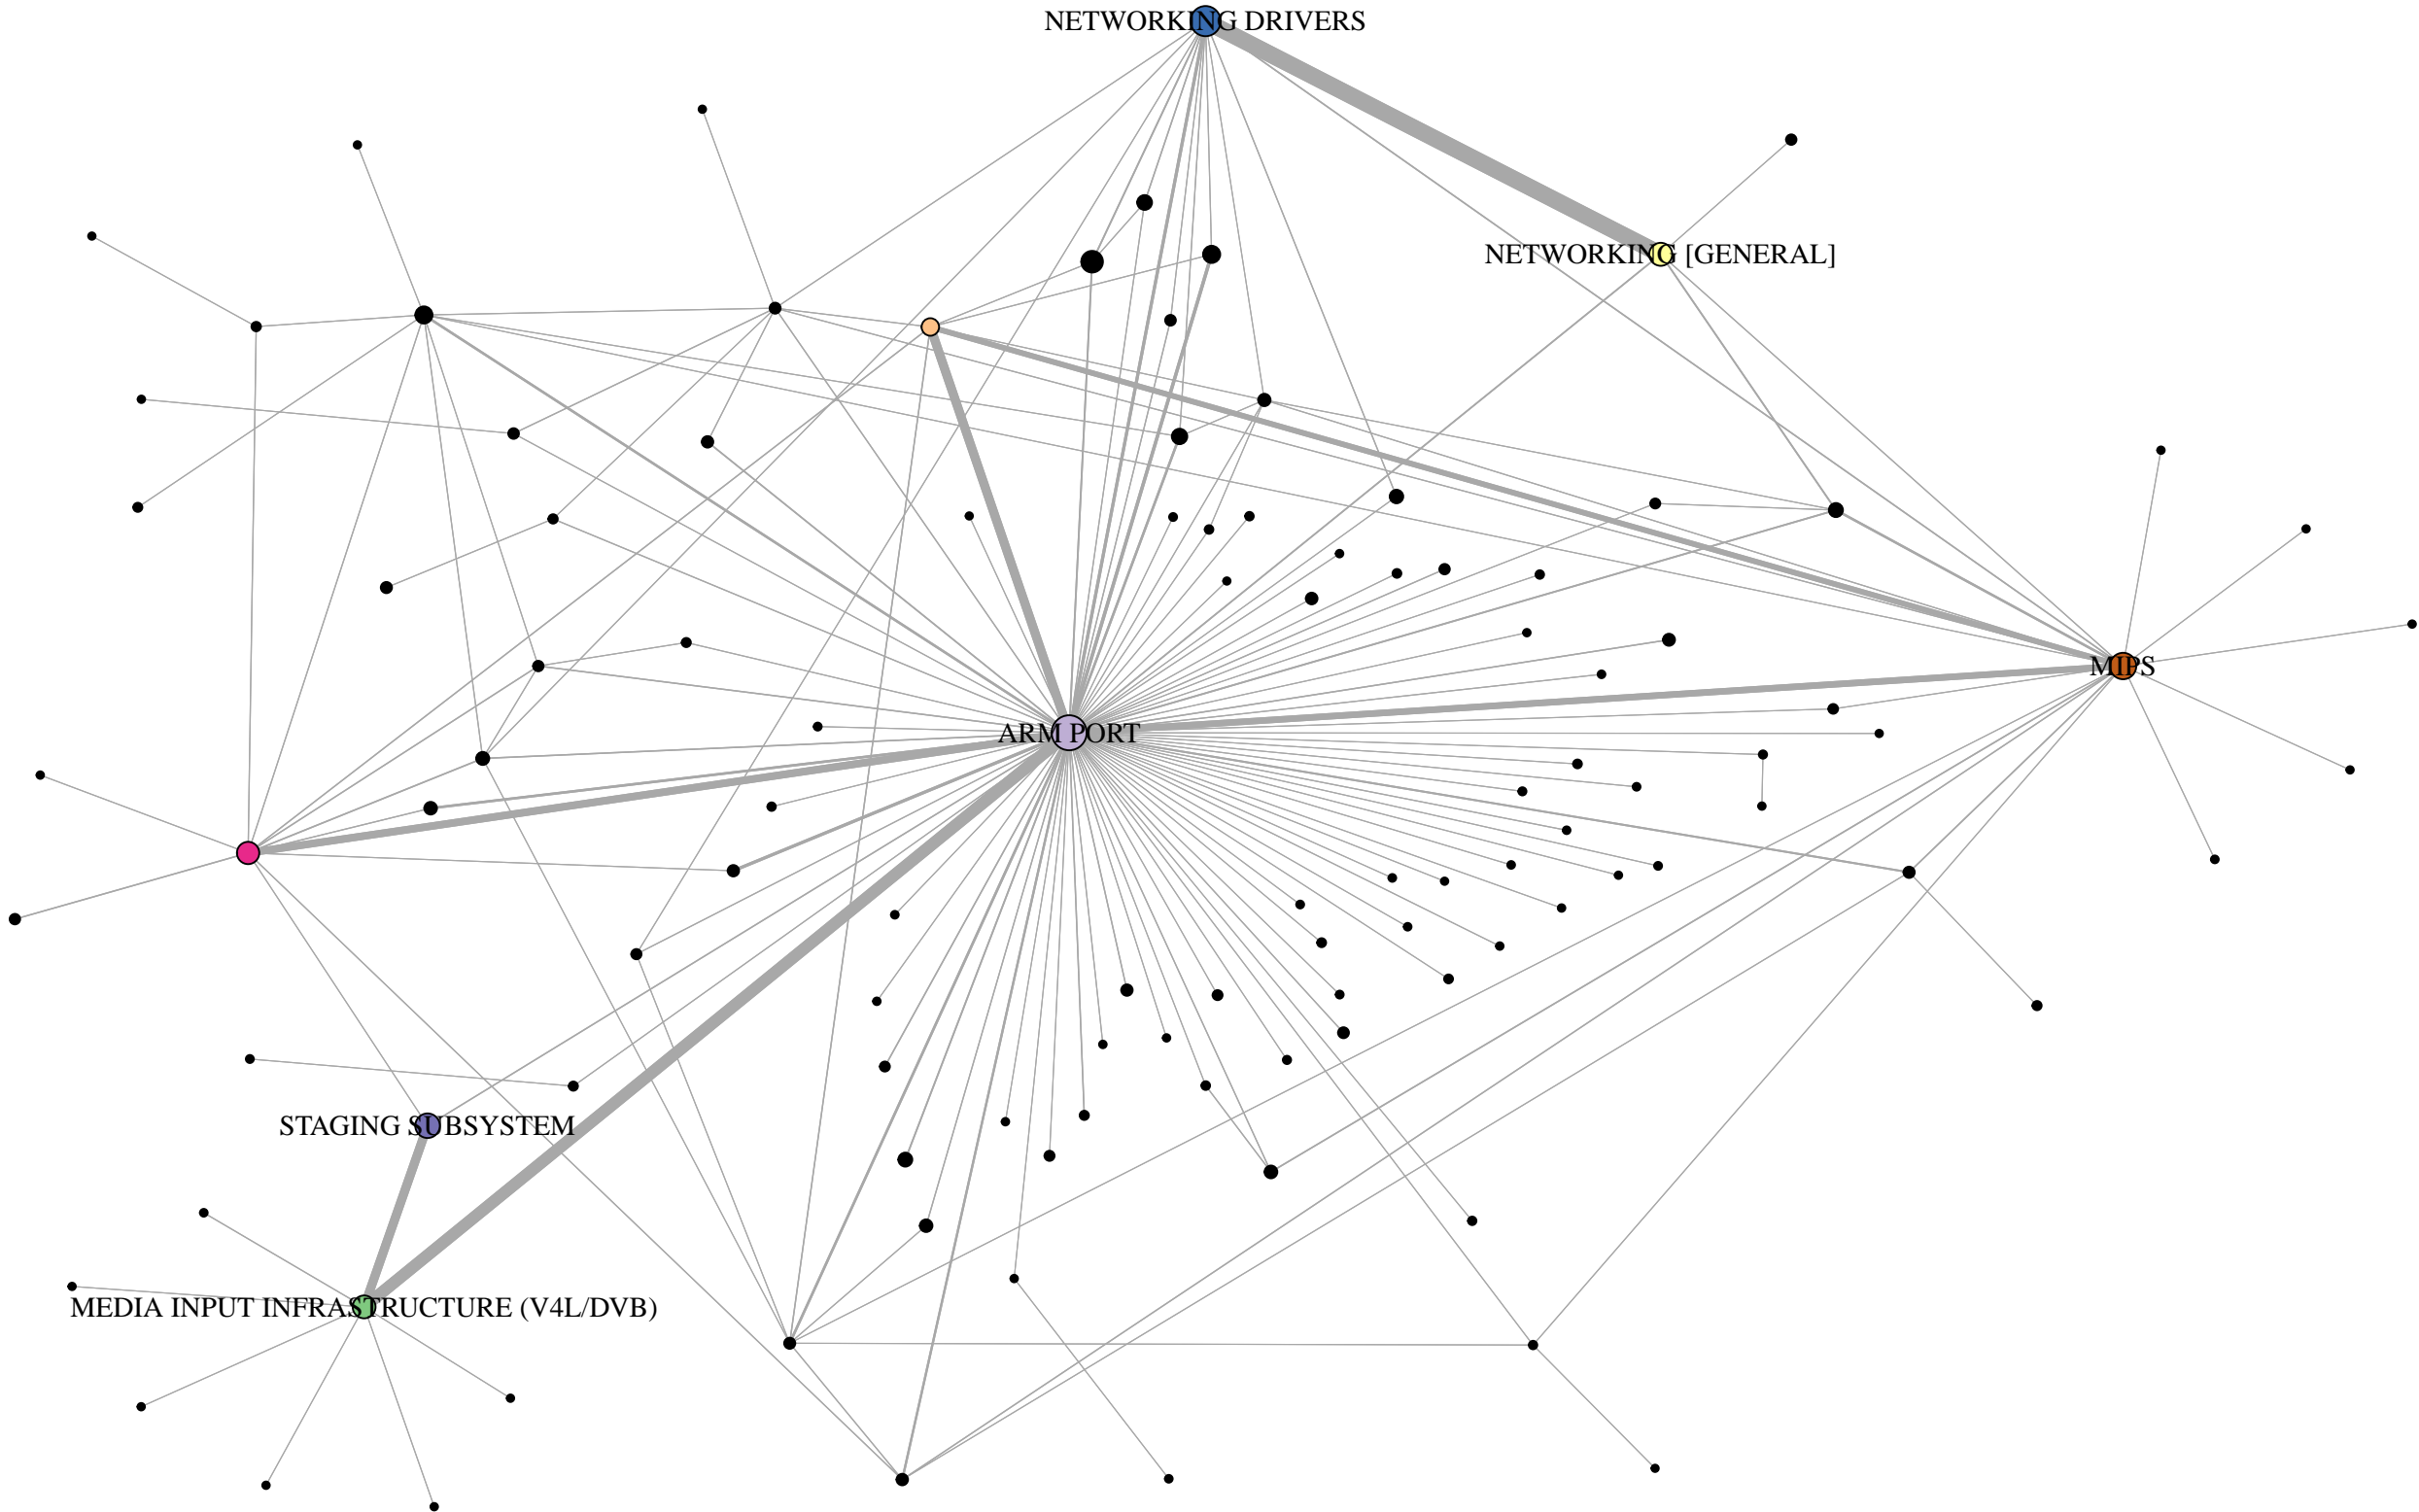 NETWORKING DRIVERS
NETWORKING [GENERAL]
MIPS
ARM PORT
STAGING SUBSYSTEM
MEDIA INPUT INFRASTRUCTURE (V4L/DVB)